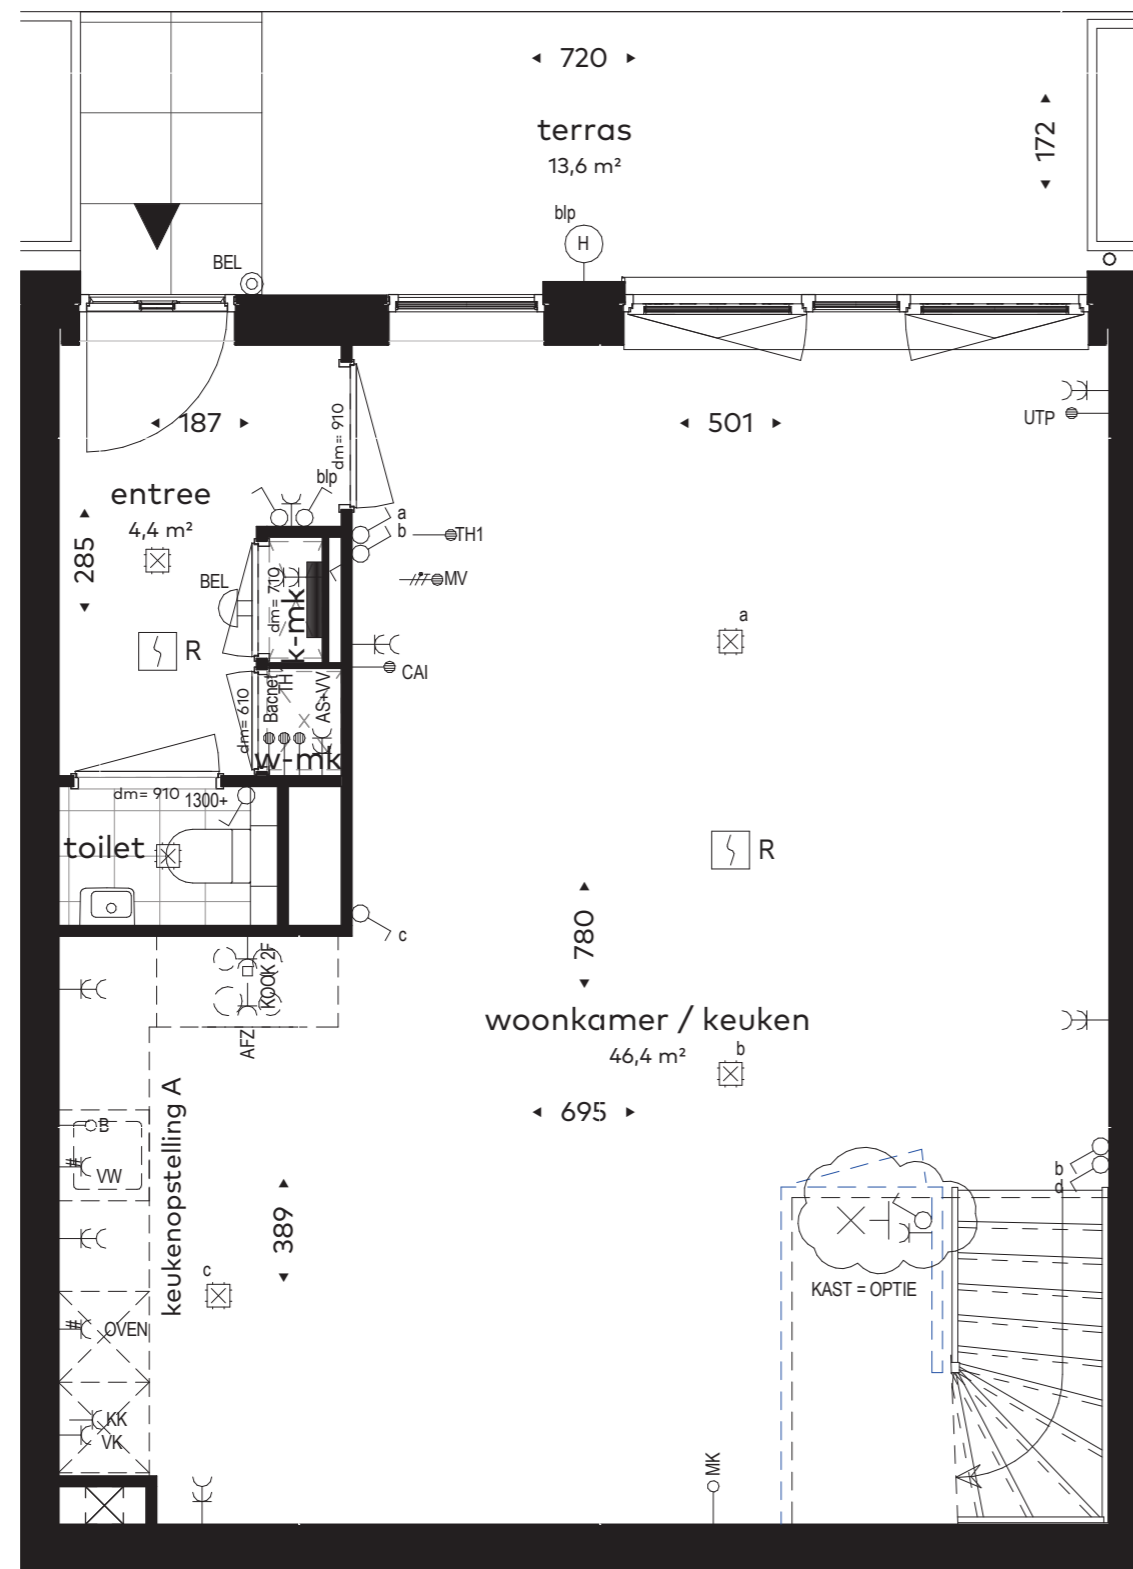 720
terras
13,6 m²
172
blp
H
BEL
187
dm= 910
501
UTP
entree
4,4 m²
blp
a
b
TH1
285
BEL
dm= 710
k-mk
MV
a
R
CAI
dm= 610
Bacnet
TH
AS+VV
w-mk
dm= 910
1300+
toilet
R
c
780
KOOK 2F
AFZ
woonkamer / keuken
46,4 m²
b
keukenopstelling A
695
B
VW
b
d
389
c
KAST = OPTIE
OVEN
KK
VK
MK